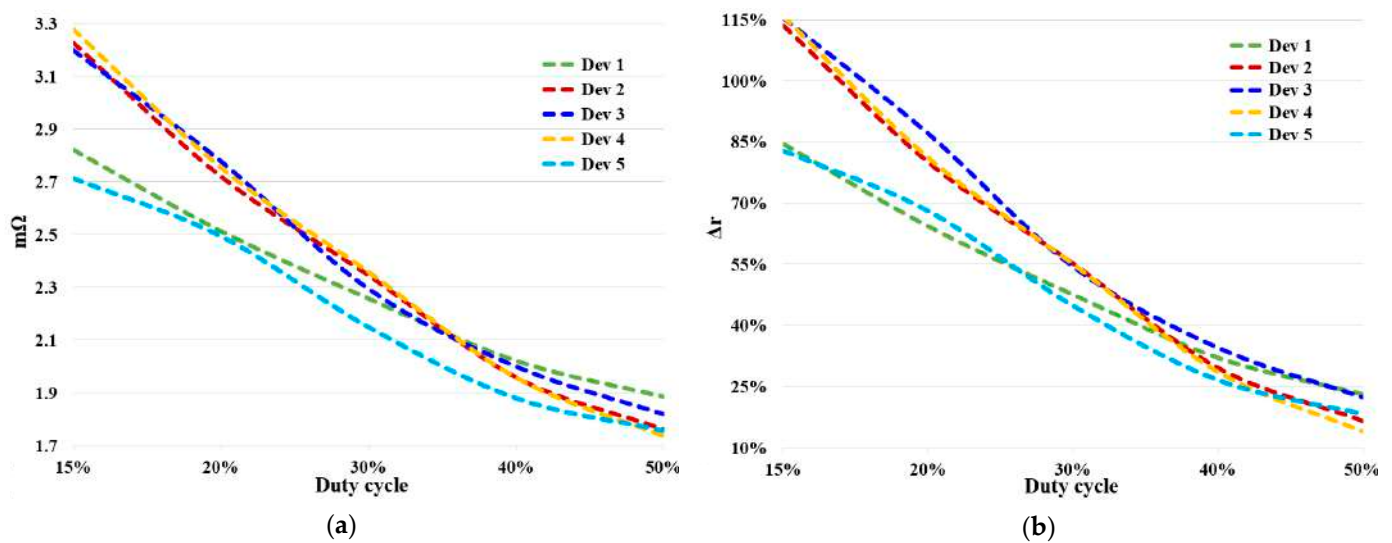 3.3
3.1
2.9
2.7
2.5
2.3
2.1
1.9
1.7
mΩ
Dev 1
Dev 2
Dev 3
Dev 4
Dev 5
15% 20% 30% 40% 50%
Duty cycle
(a)
115%
100%
85%
70%
55%
40%
25%
10%
Δr
Dev 1
Dev 2
Dev 3
Dev 4
Dev 5
15% 20% 30% 40% 50%
Duty cycle
(b)